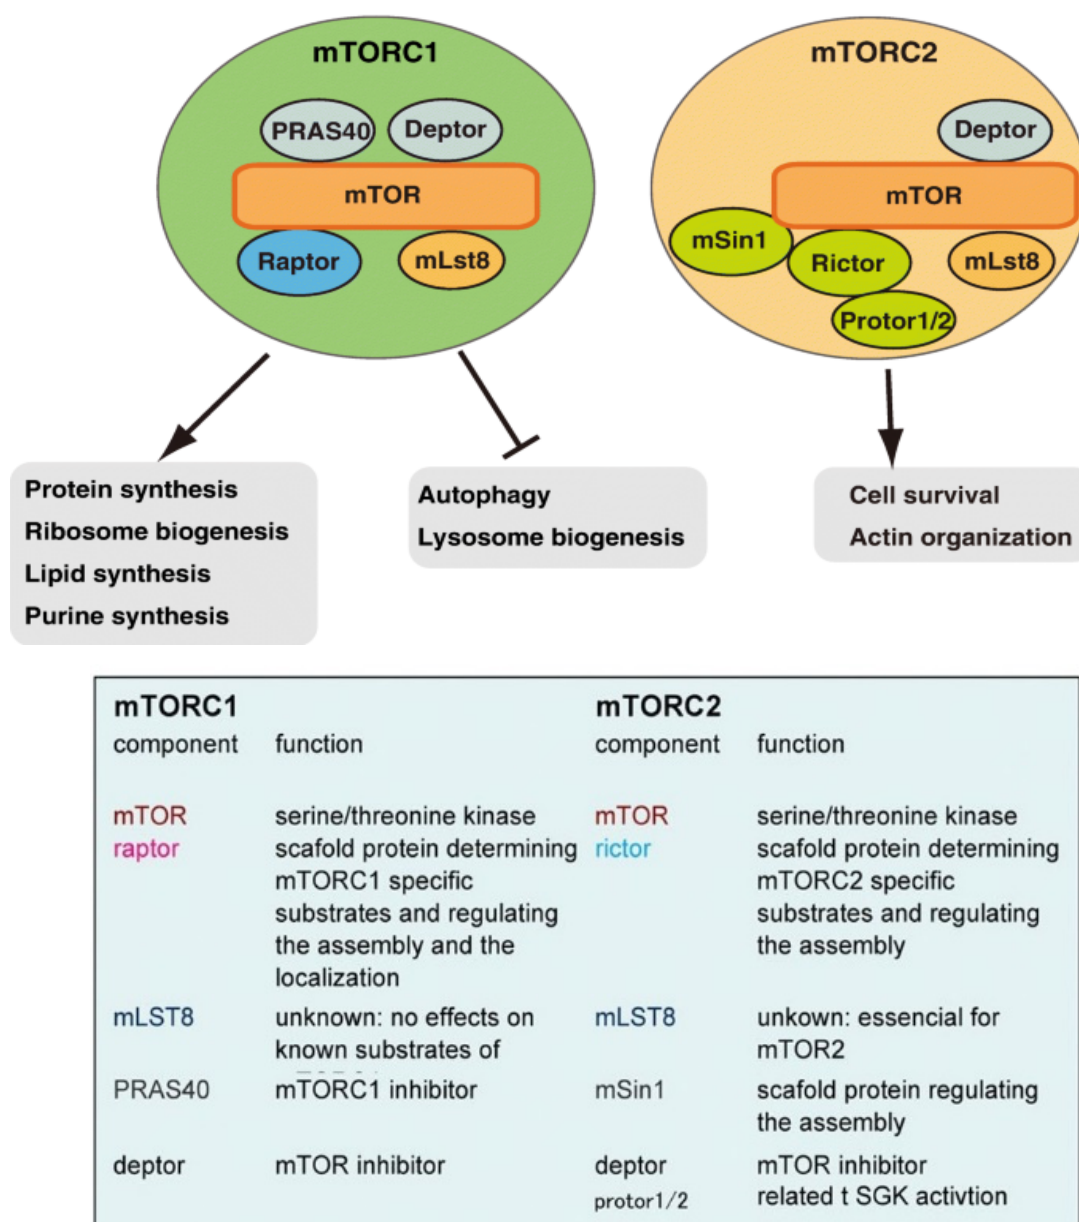 mTORC1
PRAS40
Deptor
mTOR
Raptor
mLst8
mTORC2
Deptor
mTOR
mSin1
Rictor
mLst8
Protor1/2
Protein synthesis
Ribosome biogenesis
Lipid synthesis
Purine synthesis
Autophagy
Lysosome biogenesis
Cell survival
Actin organization
mTORC1
component function
mTOR serine/threonine kinase
raptor scafold protein determining
mTORC1 specific
substrates and regulating
the assembly and the
localization
mLST8 unknown: no effects on
known substrates of
PRAS40 mTORC1 inhibitor
deptor mTOR inhibitor
mTORC2
component function
mTOR serine/threonine kinase
rictor scafold protein determining
mTORC2 specific
substrates and regulating
the assembly
mLST8 unkown: essencial for
mTOR2
mSin1 scafold protein regulating
the assembly
deptor mTOR inhibitor
protor1/2 related t SGK activtion